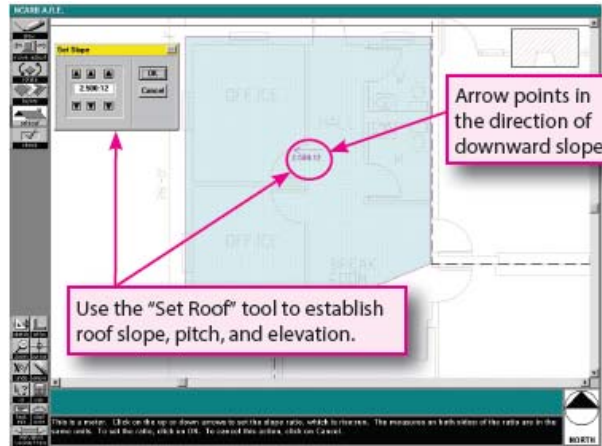 NCARB A.R.E.
Set Slope
OK
2.500:12
Cancel
OFFICE
HALL
2.500:12
Arrow points in
the direction of
downward slope
OFFICE
BREAK
Use the "Set Roof" tool to establish
roof slope, pitch, and elevation.
This is a meter. Click on the up or down arrows to set the slope ratio, which is rise:run. The measures on both sides of the ratio are in the
same units. To set the ratio, click on OK. To cancel this action, click on Cancel.
NORTH